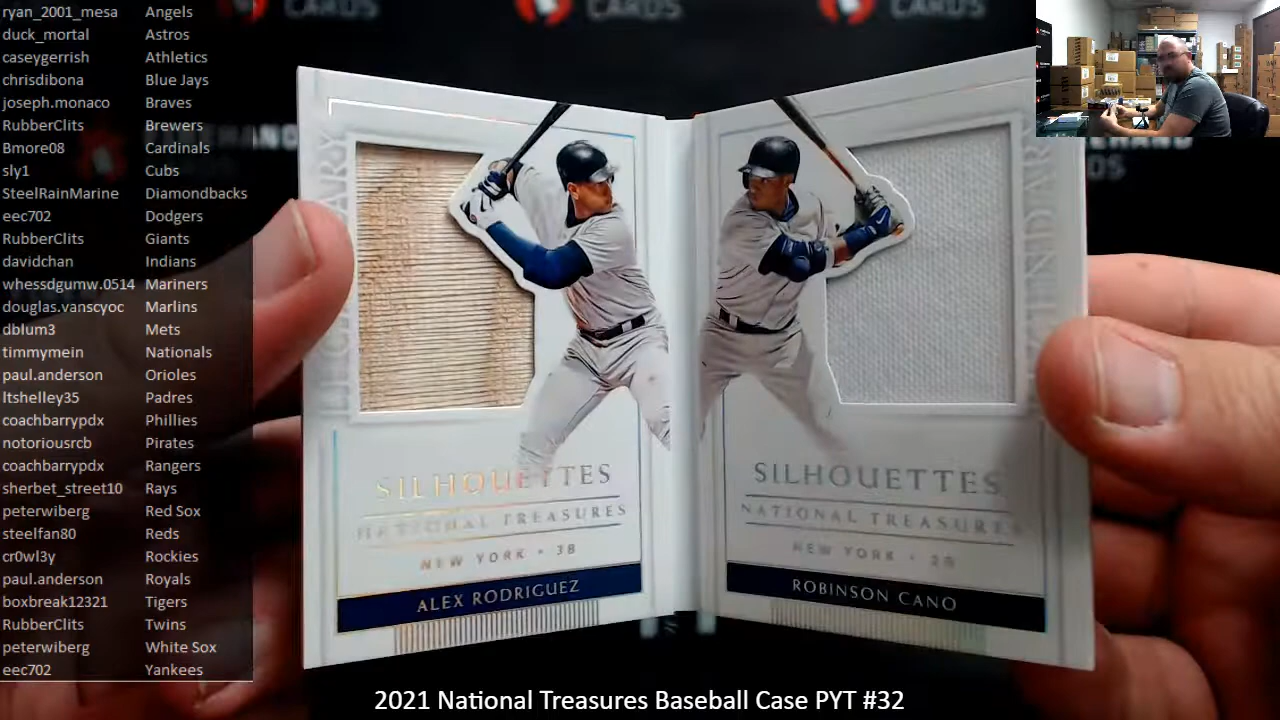 ryan_2001_mesa Angels
duck_mortal Astros
caseygerrish Athletics
chrisdibona Blue Jays
joseph.monaco Braves
RubberClits Brewers
Bmore08 Cardinals
sly1 Cubs
SteelRainMarine Diamondbacks
eec702 Dodgers
RubberClits Giants
davidchan Indians
whessdgumw.0514 Mariners
douglas.vanscyoc Marlins
dblum3 Mets
timmymein Nationals
paul.anderson Orioles
ltshelley35 Padres
coachbarrypdx Phillies
notoriousrcb Pirates
coachbarrypdx Rangers
sherbet_street10 Rays
peterwiberg Red Sox
steelfan80 Reds
cr0wl3y Rockies
paul.anderson Royals
boxbreak12321 Tigers
RubberClits Twins
peterwiberg White Sox
eec702 Yankees
CARDS
CARDS
CARDS
SILHOUETTES
NATIONAL TREASURES
NEW YORK • 3B
ALEX RODRIGUEZ
SILHOUETTES
NATIONAL TREASURES
NEW YORK • 2B
ROBINSON CANO
2021 National Treasures Baseball Case PYT #32